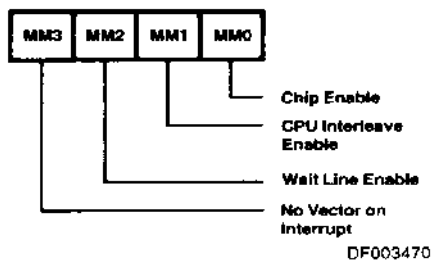 MM3 MM2 MM1 MM0
Chip Enable
CPU Interleave
Enable
Wait Line Enable
No Vector on
Interrupt
DF003470